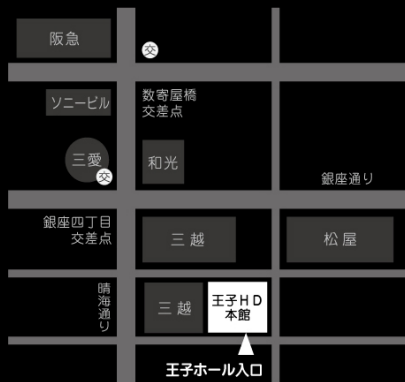 阪急
交
ソニービル
数寄屋橋
交差点
三愛
交
和光
銀座通り
銀座四丁目
交差点
三越
松屋
晴海通り
三越
王子HD
本館
王子ホール入口